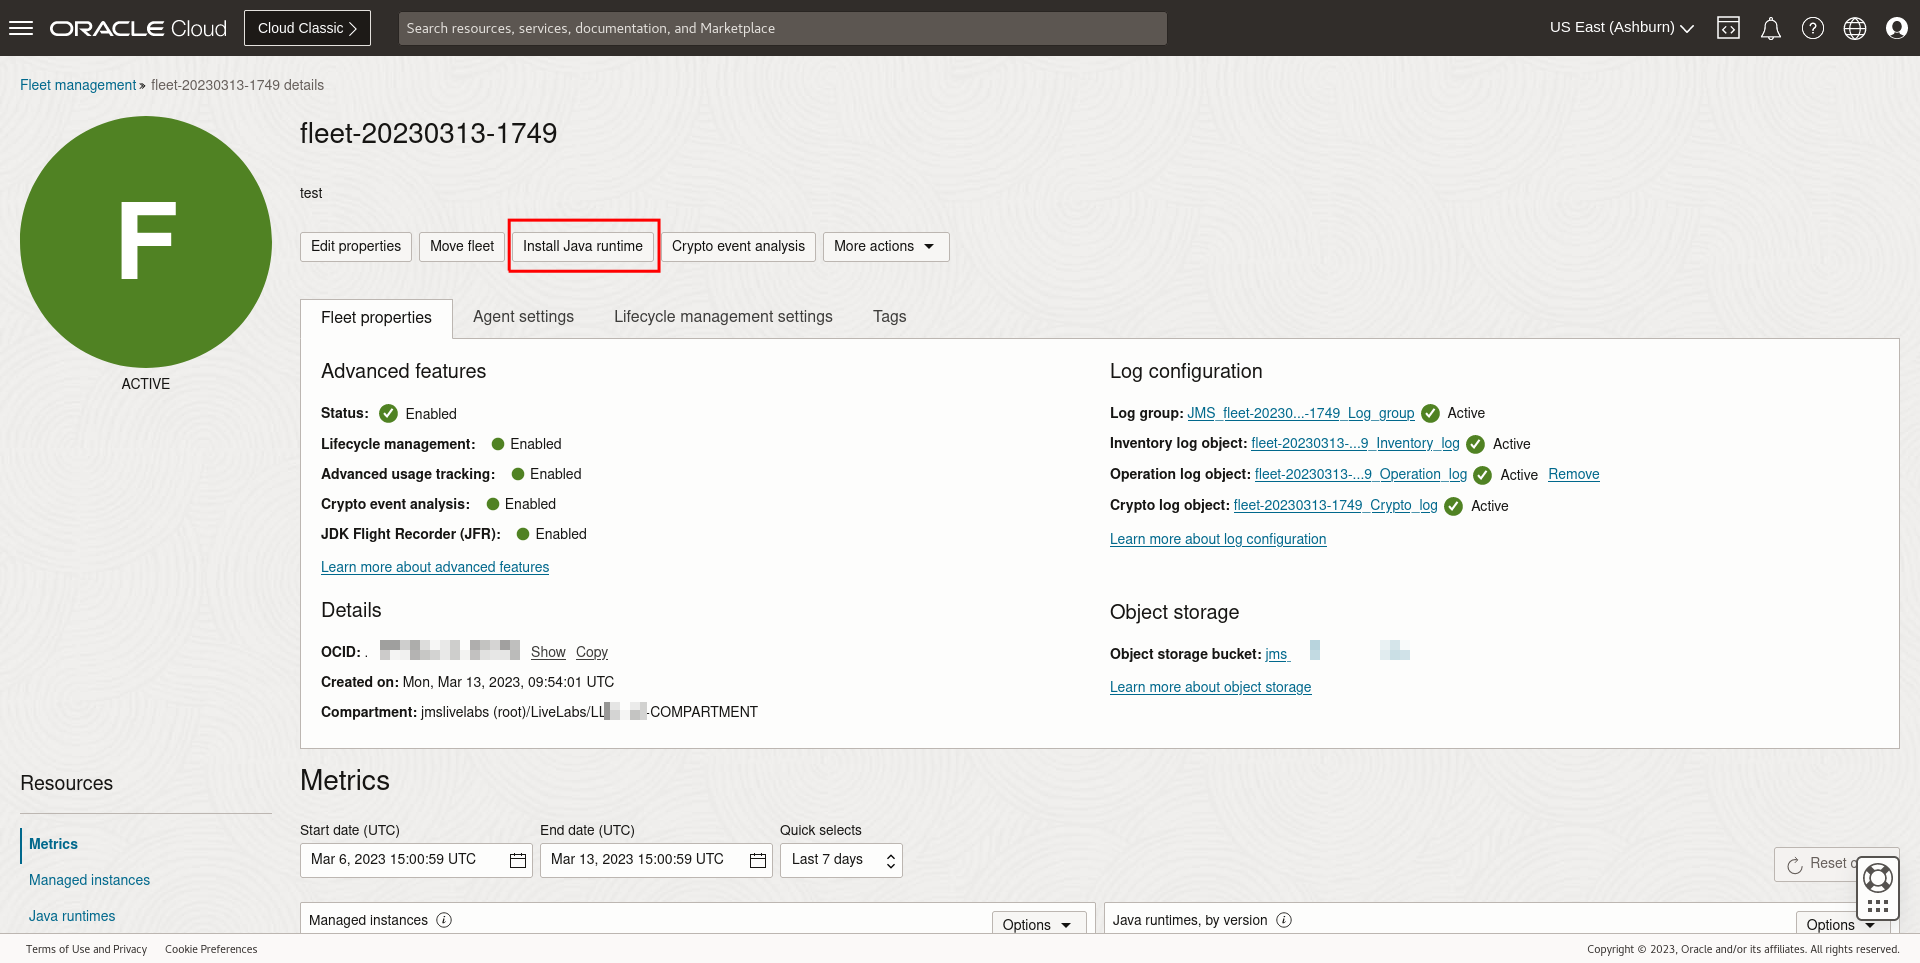 ORACLE Cloud
Cloud Classic
Search resources, services, documentation, and Marketplace
US East (Ashburn)
Fleet management » fleet-20230313-1749 details
F
ACTIVE
fleet-20230313-1749
test
Edit properties
Move fleet
Install Java runtime
Crypto event analysis
More actions
Fleet properties
Agent settings
Lifecycle management settings
Tags
Advanced features
Status: Enabled
Lifecycle management: Enabled
Advanced usage tracking: Enabled
Crypto event analysis: Enabled
JDK Flight Recorder (JFR): Enabled
Learn more about advanced features
Details
OCID: . Show Copy
Created on: Mon, Mar 13, 2023, 09:54:01 UTC
Compartment: jmslivelabs (root)/LiveLabs/LL -COMPARTMENT
Log configuration
Log group: JMS_fleet-20230...-1749_Log_group Active
Inventory log object: fleet-20230313-...9_Inventory_log Active
Operation log object: fleet-20230313-...9_Operation_log Active Remove
Crypto log object: fleet-20230313-1749_Crypto_log Active
Learn more about log configuration
Object storage
Object storage bucket: jms_
Learn more about object storage
Resources
Metrics
Managed instances
Java runtimes
Metrics
Start date (UTC)
Mar 6, 2023 15:00:59 UTC
End date (UTC)
Mar 13, 2023 15:00:59 UTC
Quick selects
Last 7 days
Reset
Managed instances
Options
Java runtimes, by version
Options
Terms of Use and Privacy
Cookie Preferences
Copyright © 2023, Oracle and/or its affiliates. All rights reserved.